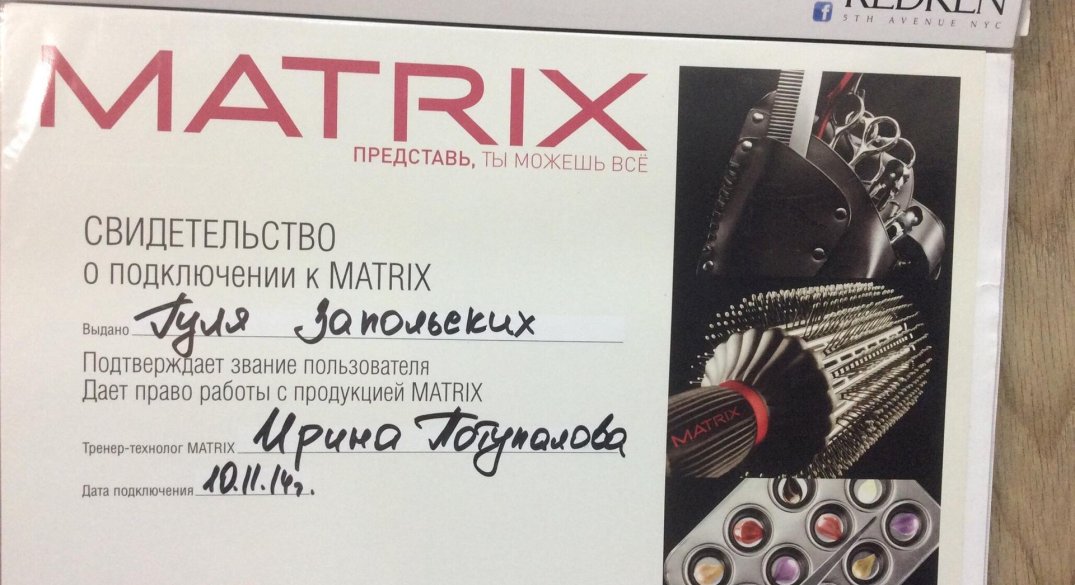 REDKEN
5TH AVENUE NYC
MATRIX
ПРЕДСТАВЬ, ТЫ МОЖЕШЬ ВСЁ
СВИДЕТЕЛЬСТВО
о подключении к MATRIX
Выдано Гуля Запольских
Подтверждает звание пользователя
Дает право работы с продукцией MATRIX
Тренер-технолог MATRIX Ирина Потупалова
Дата подключения 10.11.14г.
MATRIX